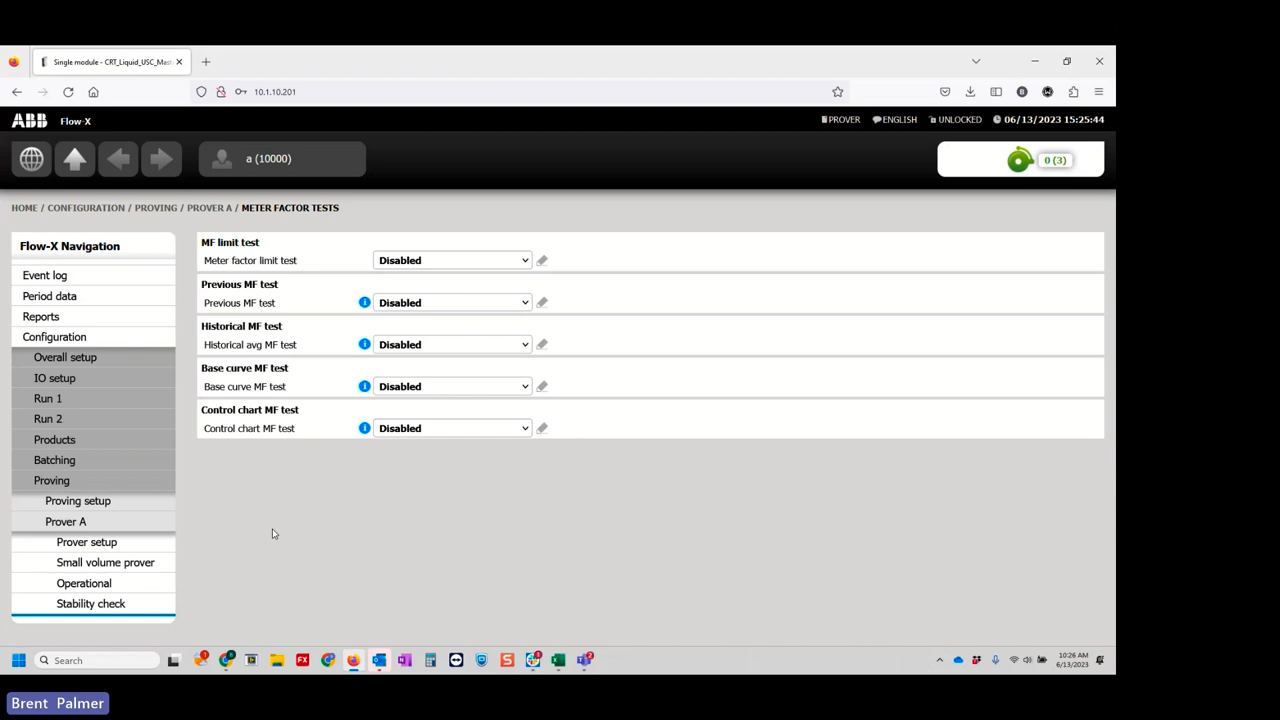 Single module - CRT_Liquid_USC_Mast
10.1.10.201
ABB Flow-X
PROVER ENGLISH UNLOCKED 06/13/2023 15:25:44
a (10000)
0 (3)
HOME / CONFIGURATION / PROVING / PROVER A / METER FACTOR TESTS
Flow-X Navigation
Event log
Period data
Reports
Configuration
Overall setup
IO setup
Run 1
Run 2
Products
Batching
Proving
Proving setup
Prover A
Prover setup
Small volume prover
Operational
Stability check
MF limit test
Meter factor limit test Disabled
Previous MF test
Previous MF test Disabled
Historical MF test
Historical avg MF test Disabled
Base curve MF test
Base curve MF test Disabled
Control chart MF test
Control chart MF test Disabled
Search
FX
10:26 AM
6/13/2023
Brent Palmer